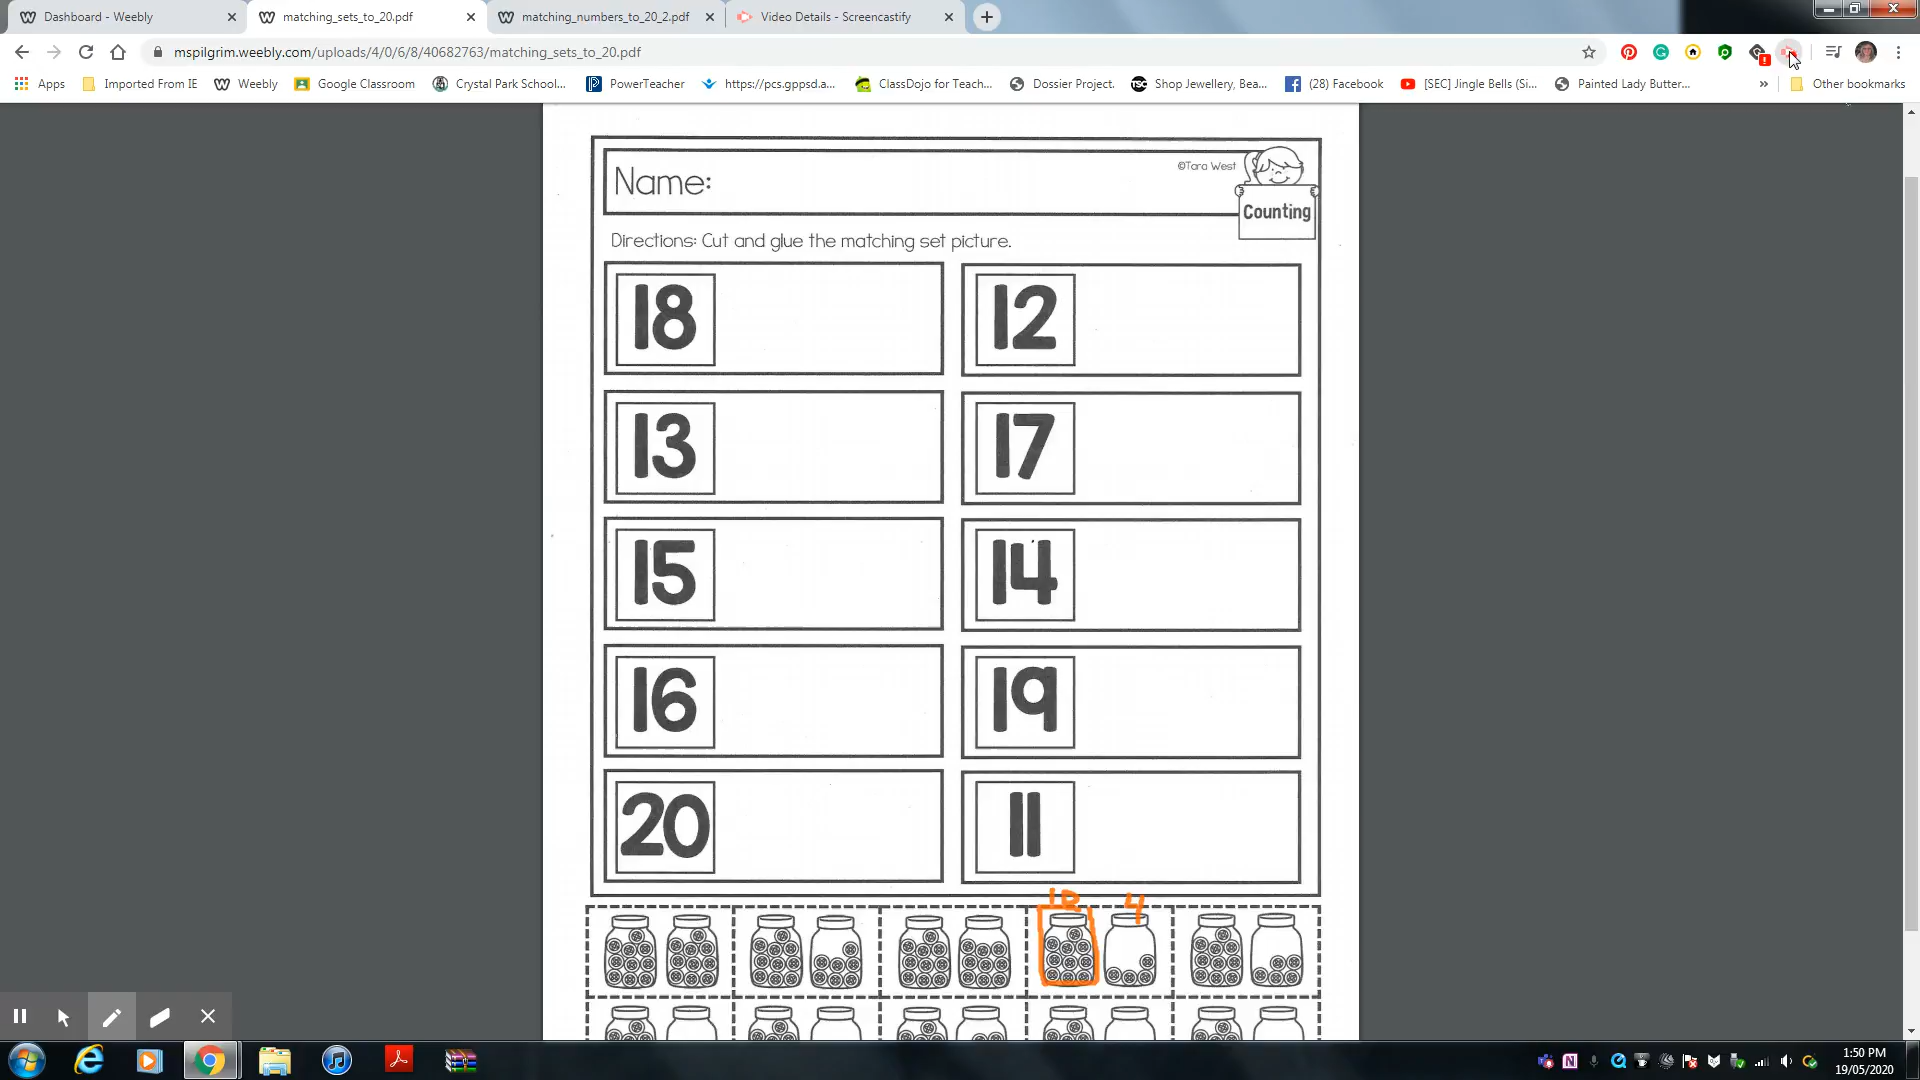 Dashboard - Weebly
matching_sets_to_20.pdf
matching_numbers_to_20_2.pdf
Video Details - Screencastify
mspilgrim.weebly.com/uploads/4/0/6/8/40682763/matching_sets_to_20.pdf
Apps
Imported From IE
Weebly
Google Classroom
Crystal Park School...
PowerTeacher
https://pcs.gppsd.a...
ClassDojo for Teach...
Dossier Project.
Shop Jewellery, Bea...
(28) Facebook
[SEC] Jingle Bells (Si...
Painted Lady Butter...
»
Other bookmarks
Name:
©Tara West
Counting
Directions: Cut and glue the matching set picture.
18
12
13
17
15
14
16
19
20
11
10
4
1:50 PM
19/05/2020